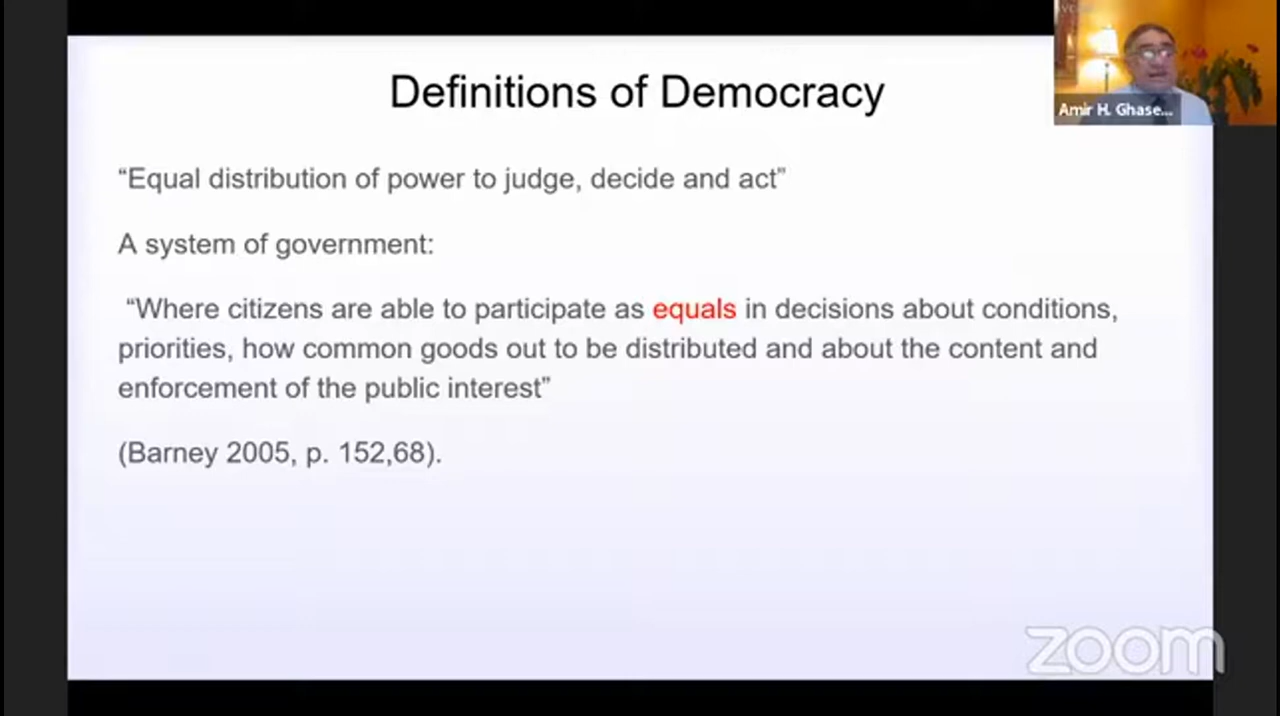 Definitions of Democracy
Amir H. Ghase...
“Equal distribution of power to judge, decide and act”
A system of government:
“Where citizens are able to participate as equals in decisions about conditions,
priorities, how common goods out to be distributed and about the content and
enforcement of the public interest”
(Barney 2005, p. 152,68).
zoom